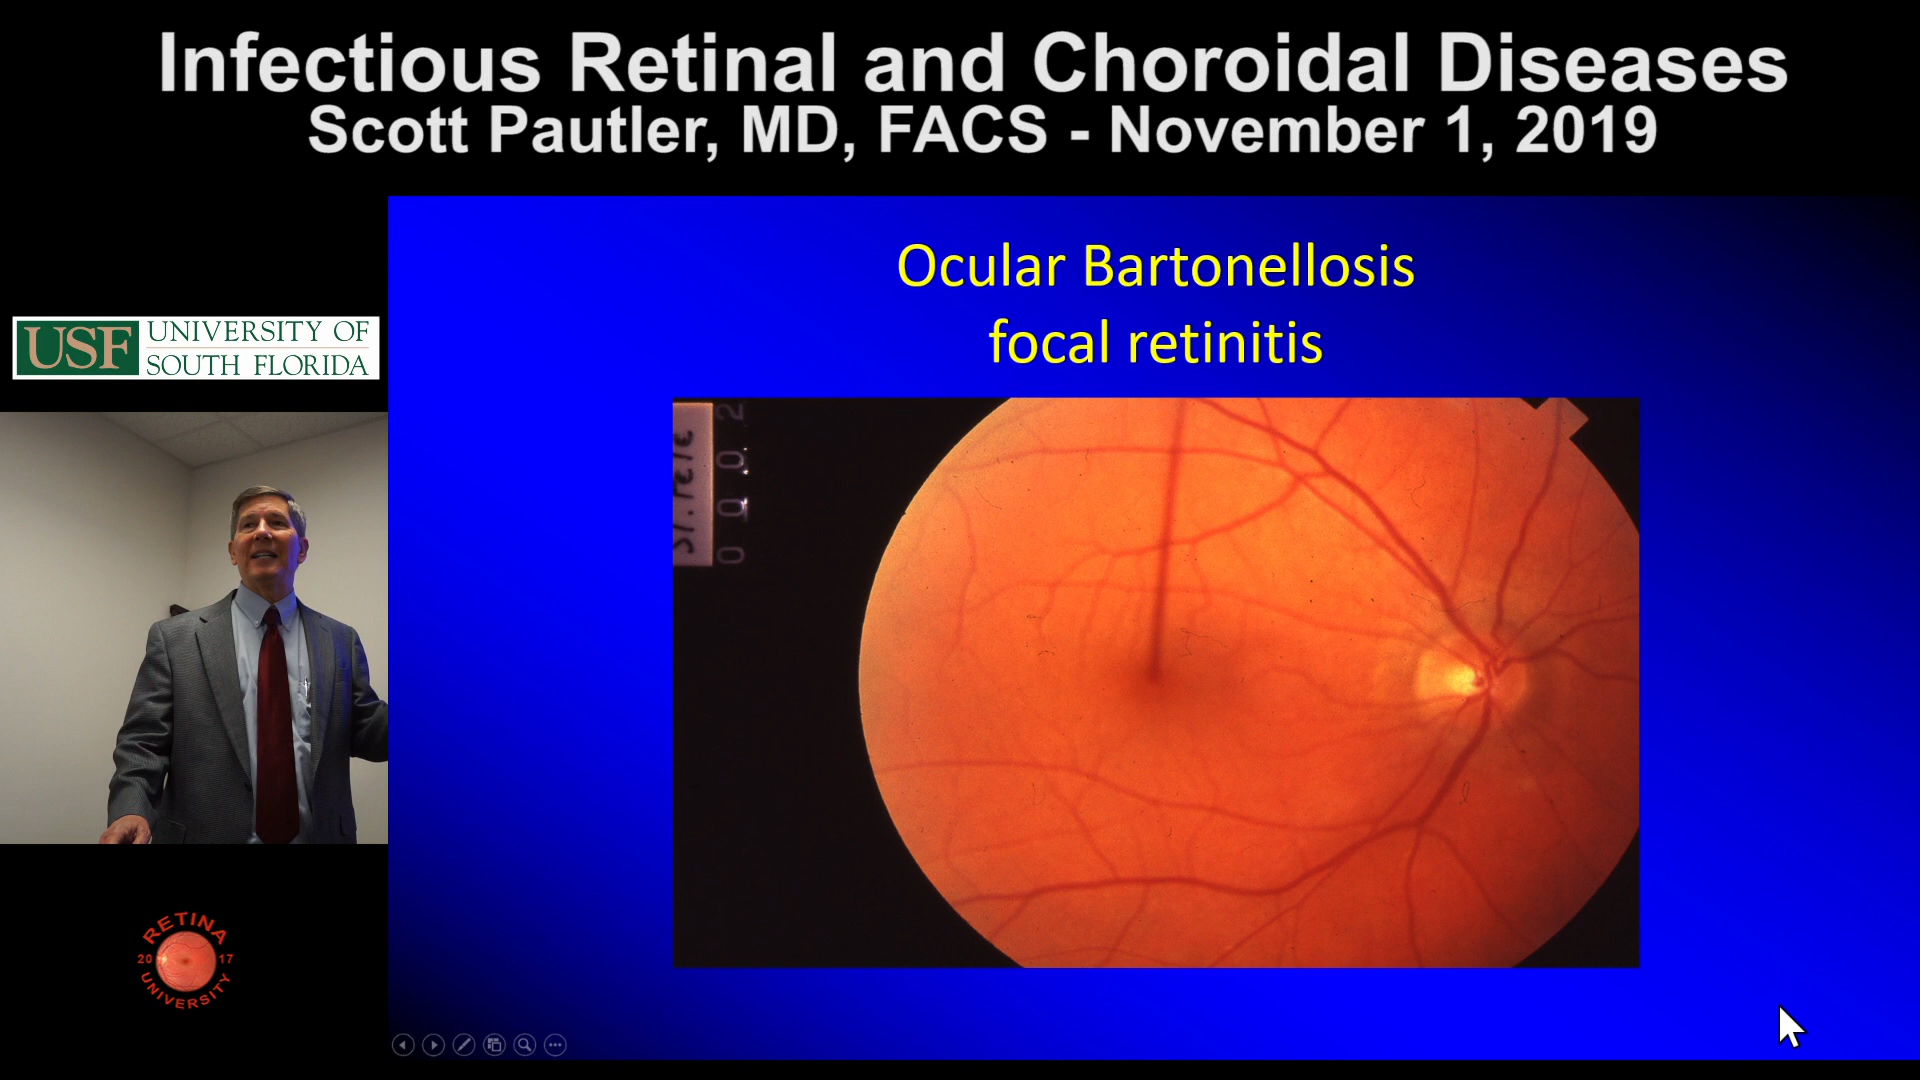 Infectious Retinal and Choroidal Diseases
Scott Pautler, MD, FACS - November 1, 2019
USF UNIVERSITY OF
SOUTH FLORIDA
Ocular Bartonellosis
focal retinitis
RETINA
20 17
UNIVERSITY